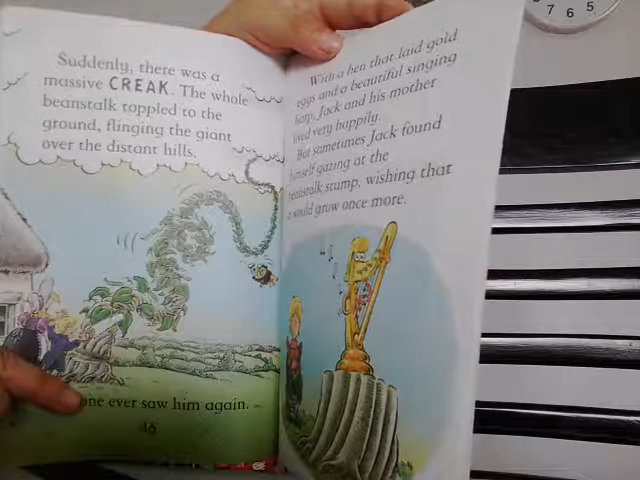 Suddenly, there was a
massive CREAK. The whole
beanstalk toppled to the
ground, flinging the giant
over the distant hills.
one ever saw him again.
46
With a hen that laid gold
eggs and a beautiful singing
harp, Jack and his mother
lived very happily.
But sometimes Jack found
himself gazing at the
beanstalk stump, wishing that
it would grow once more.
7 6 5